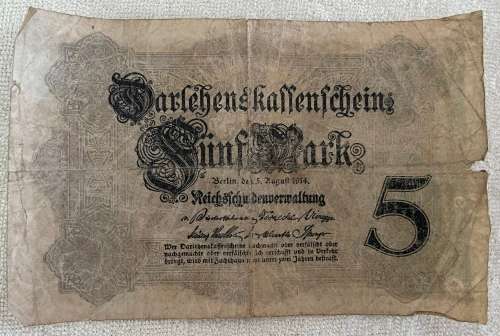 Darlehenskassenschein
Fünf Mark
Berlin, den 5. August 1914.
Reichsschuldenverwaltung
5
Wer Darlehenskassenscheine nachmacht oder verfälscht oder
nachgemachte oder verfälschte sich verschafft und in Verkehr
bringt, wird mit Zuchthaus nicht unter zwei Jahren bestraft.